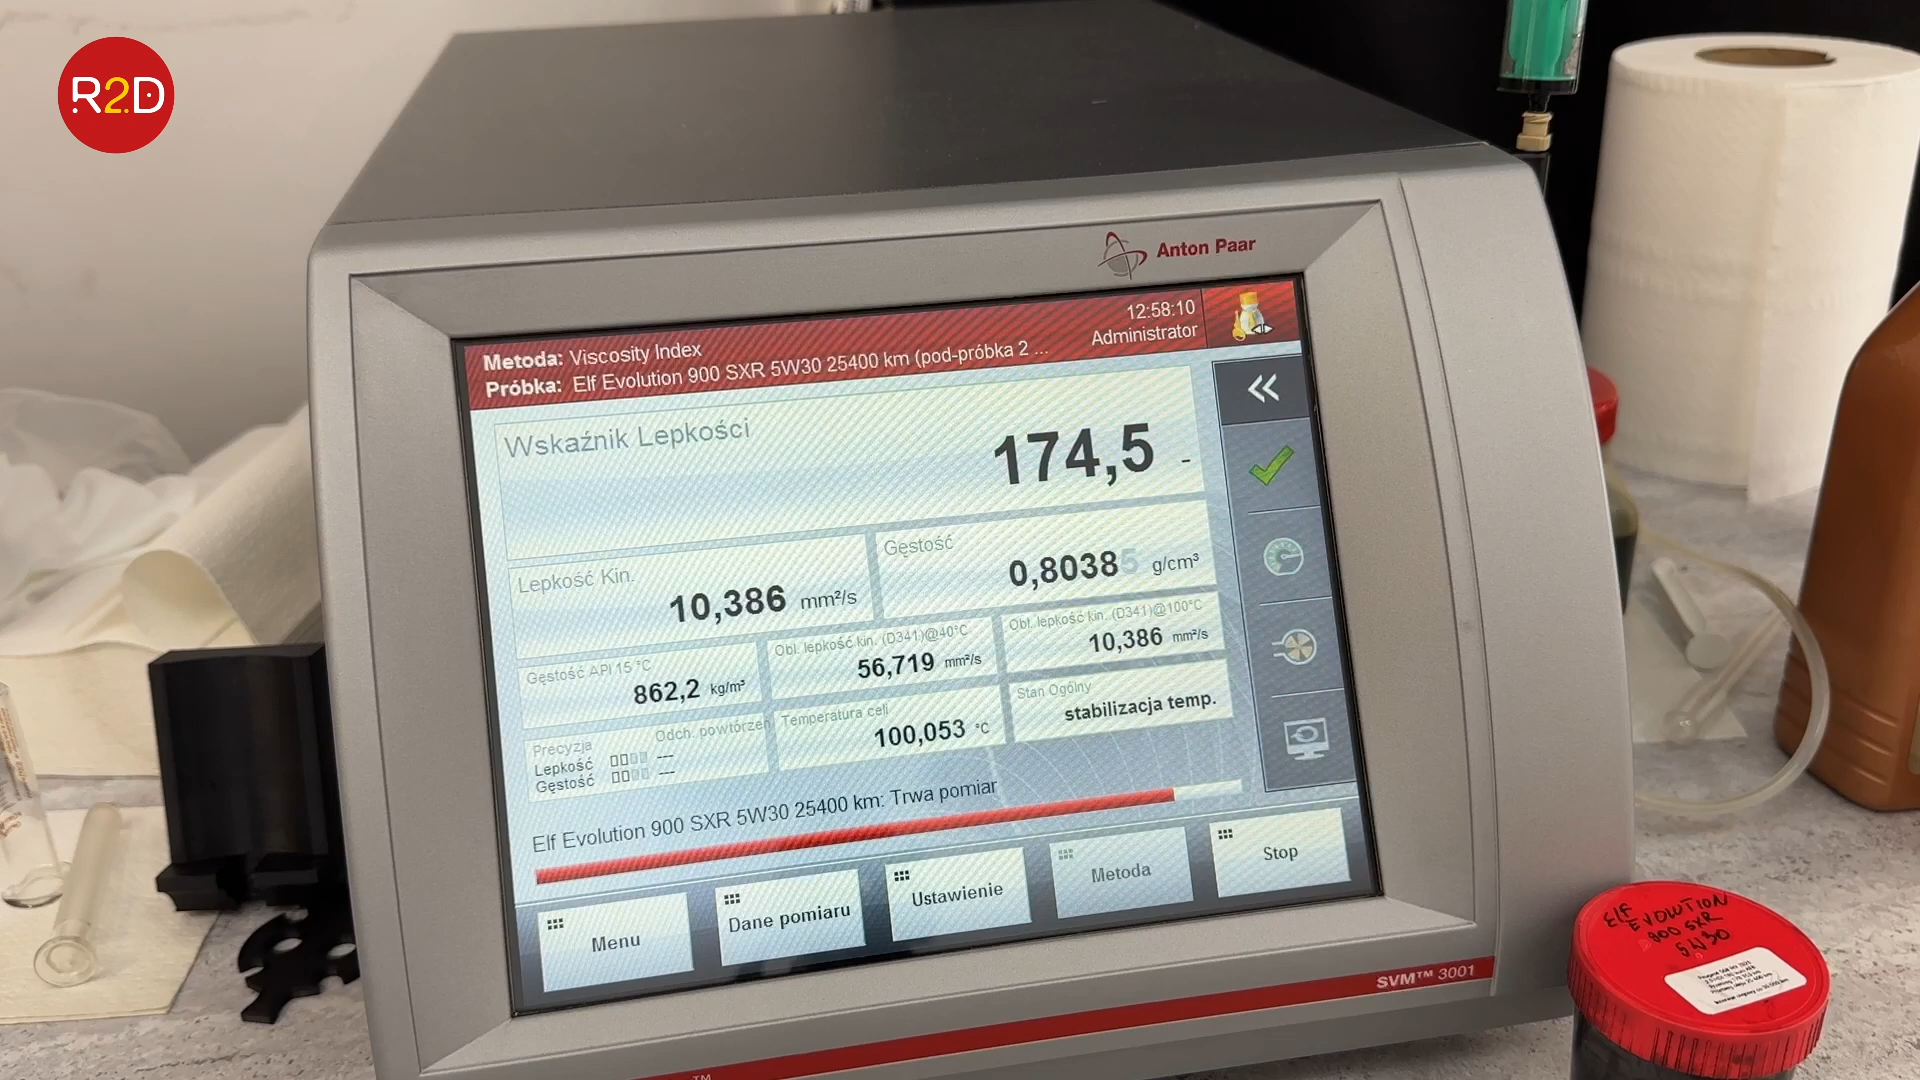 R2D
Anton Paar
Metoda: Viscosity Index
12:58:10
Próbka: Elf Evolution 900 SXR 5W30 25400 km (pod-próbka 2 ...
Administrator
Wskaźnik Lepkości
174,5 -
Lepkość Kin.
10,386 mm²/s
Gęstość
0,80385 g/cm³
Gęstość API 15 °C
862,2 kg/m³
Obl. lepkość kin. (D341)@40°C
56,719 mm²/s
Obl. lepkość kin. (D341)@100°C
10,386 mm²/s
Precyzja
Odch. powtórzeń
Lepkość ---
Gęstość ---
Temperatura celi
100,053 °C
Stan Ogólny
stabilizacja temp.
Elf Evolution 900 SXR 5W30 25400 km: Trwa pomiar
Menu
Dane pomiaru
Ustawienie
Metoda
Stop
SVM™ 3001
TM
ELF
EVOLUTION
900 SXR
5W30